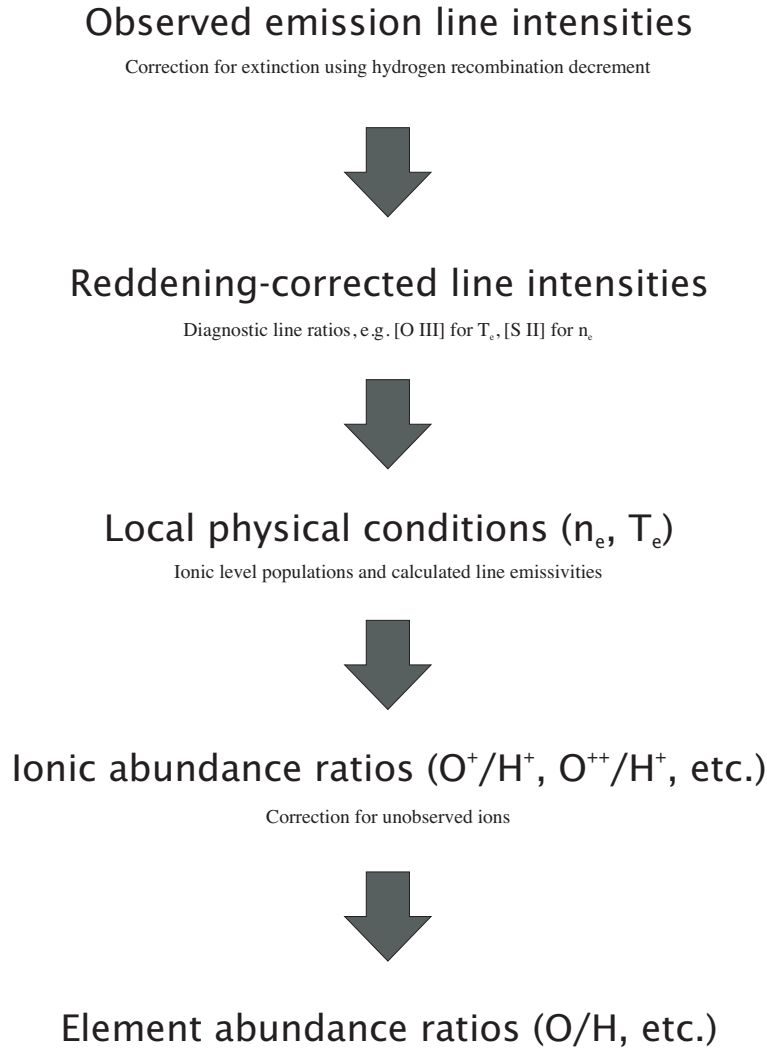 Observed emission line intensities
Correction for extinction using hydrogen recombination decrement
Reddening-corrected line intensities
Diagnostic line ratios, e.g. [O III] for Tₑ, [S II] for nₑ
Local physical conditions (nₑ, Tₑ)
Ionic level populations and calculated line emissivities
Ionic abundance ratios (O⁺/H⁺, O⁺⁺/H⁺, etc.)
Correction for unobserved ions
Element abundance ratios (O/H, etc.)